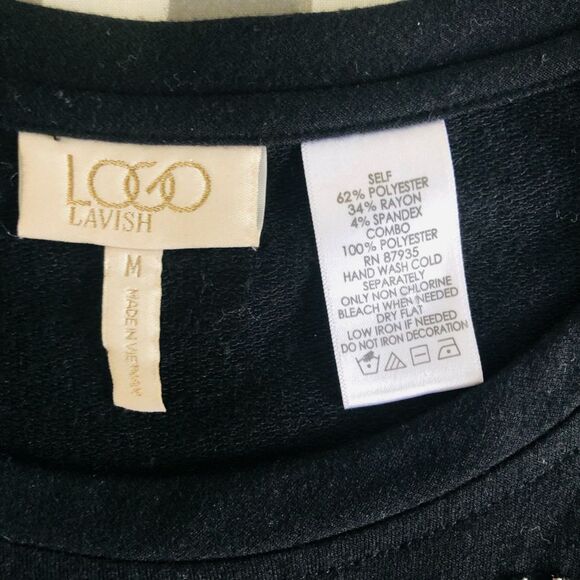 LOGO
LAVISH
M
MADE IN VIETNAM
SELF
62% POLYESTER
34% RAYON
4% SPANDEX
COMBO
100% POLYESTER
RN 87935
HAND WASH COLD
SEPARATELY
ONLY NON CHLORINE
BLEACH WHEN NEEDED
DRY FLAT
LOW IRON IF NEEDED
DO NOT IRON DECORATION